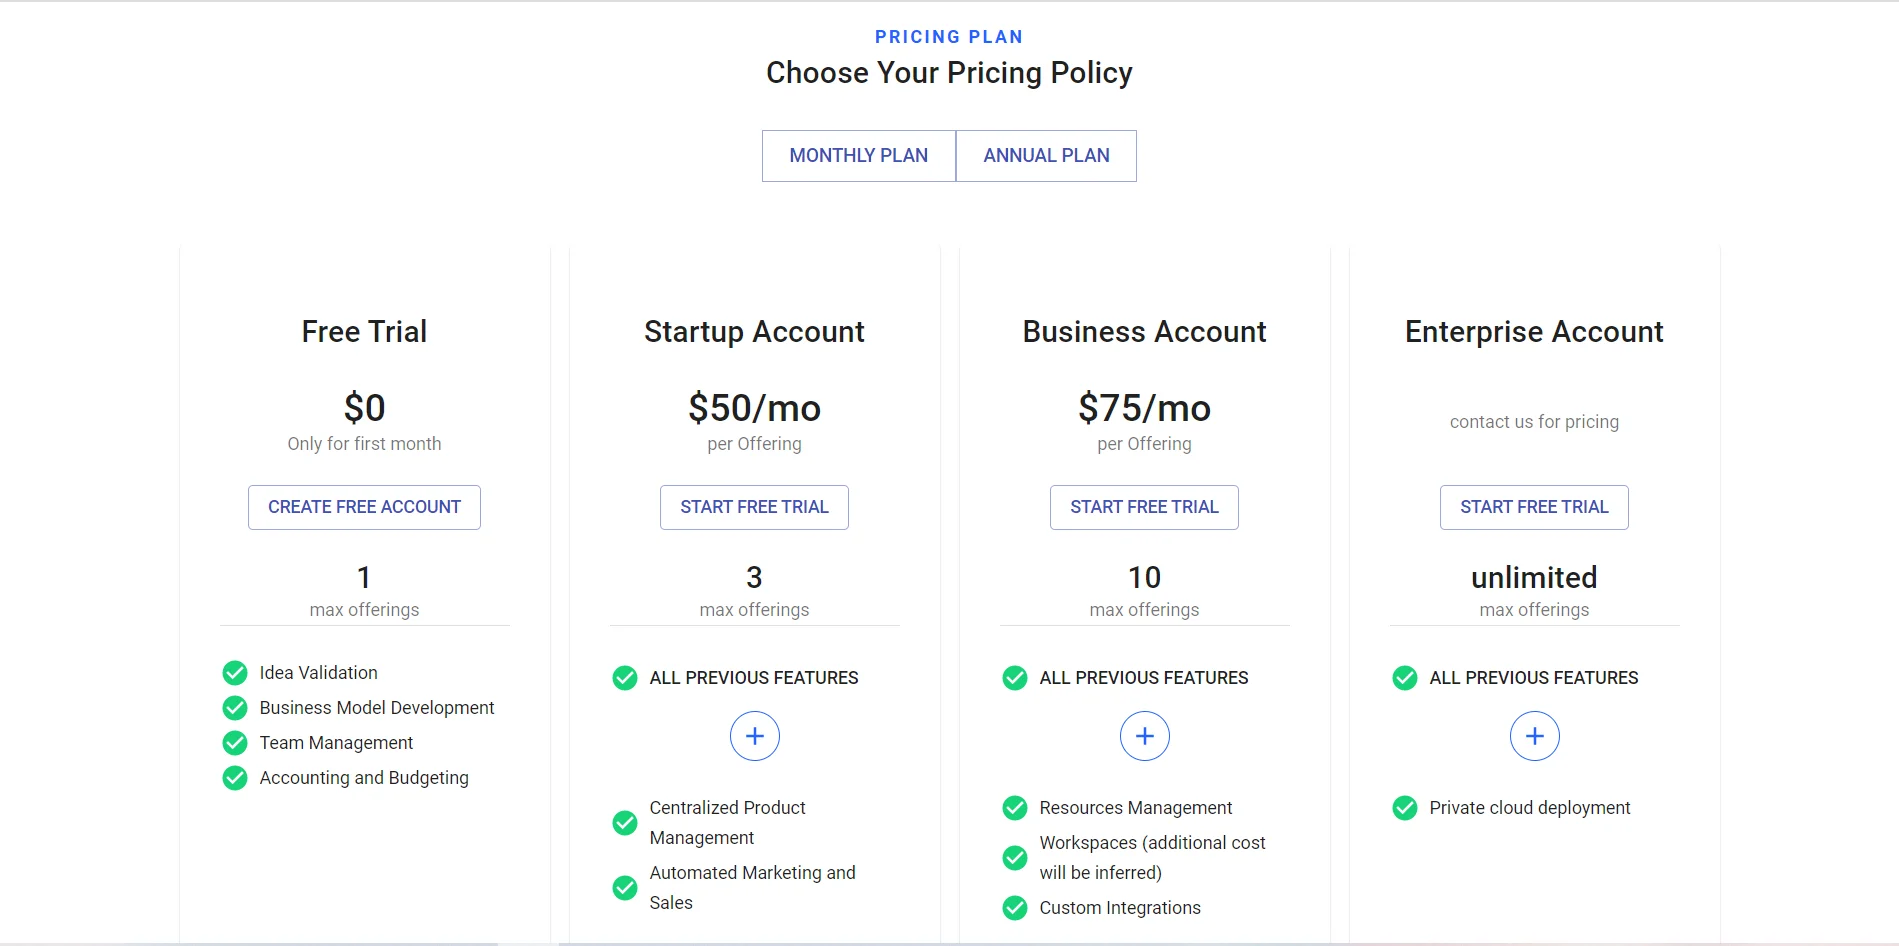 PRICING PLAN
Choose Your Pricing Policy
MONTHLY PLAN
ANNUAL PLAN
Free Trial
$0
Only for first month
CREATE FREE ACCOUNT
1
max offerings
Idea Validation
Business Model Development
Team Management
Accounting and Budgeting
Startup Account
$50/mo
per Offering
START FREE TRIAL
3
max offerings
ALL PREVIOUS FEATURES
+
Centralized Product
Management
Automated Marketing and
Sales
Business Account
$75/mo
per Offering
START FREE TRIAL
10
max offerings
ALL PREVIOUS FEATURES
+
Resources Management
Workspaces (additional cost
will be inferred)
Custom Integrations
Enterprise Account
contact us for pricing
START FREE TRIAL
unlimited
max offerings
ALL PREVIOUS FEATURES
+
Private cloud deployment